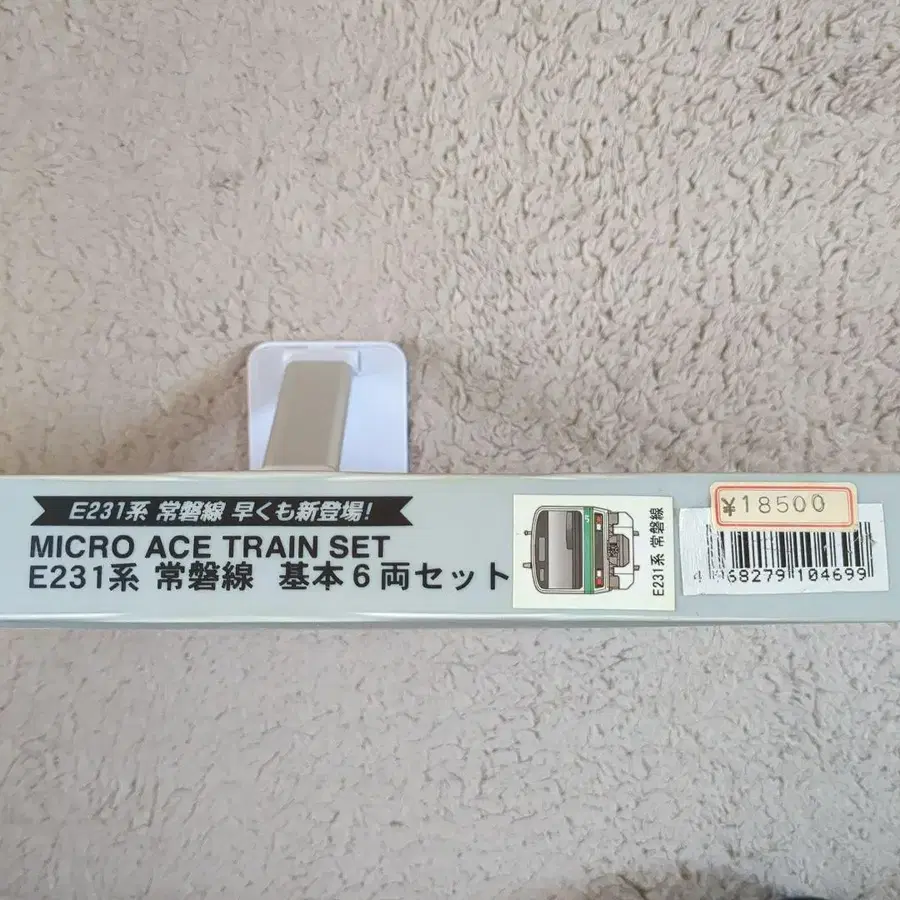 E231系 常磐線 早くも新登場!
MICRO ACE TRAIN SET
E231系 常磐線 基本6両セット
E231系 常磐線
¥18500
68279 104699